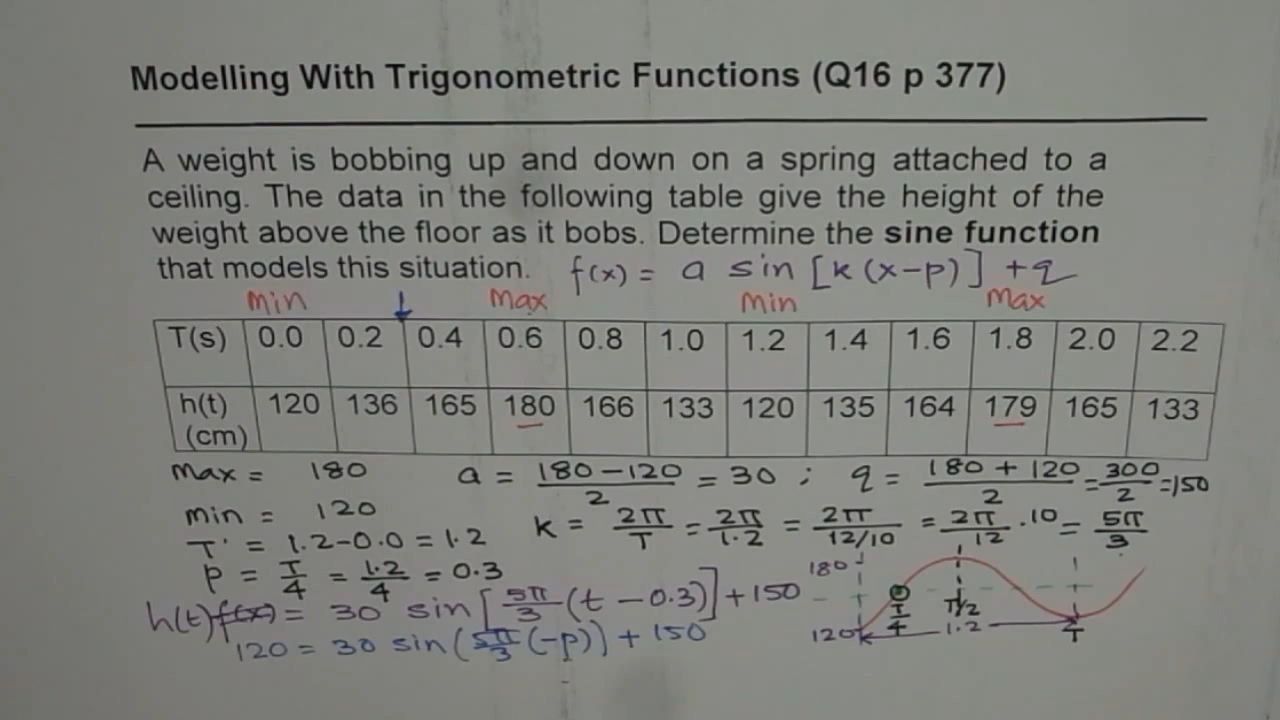 Modelling With Trigonometric Functions (Q16 p 377)
A weight is bobbing up and down on a spring attached to a
ceiling. The data in the following table give the height of the
weight above the floor as it bobs. Determine the sine function
that models this situation. f(x) = a sin [k(x-p)] +q
Min ↓ Max Min Max
T(s) 0.0 0.2 0.4 0.6 0.8 1.0 1.2 1.4 1.6 1.8 2.0 2.2
h(t) (cm) 120 136 165 180 166 133 120 135 164 179 165 133
Max = 180 a = (180-120)/2 = 30 ; q = (180 + 120)/2 = 300/2 = 150
Min = 120
T = 1.2-0.0 = 1.2 k = 2π/T = 2π/1.2 = 2π/(12/10) = 2π/12 . 10 = 5π/3
P = T/4 = 1.2/4 = 0.3
h(t) f(x) = 30 sin [5π/3 (t-0.3)] + 150
120 = 30 sin (5π/3 (-p)) + 150
180
120
T/4 T/2 T
1.2